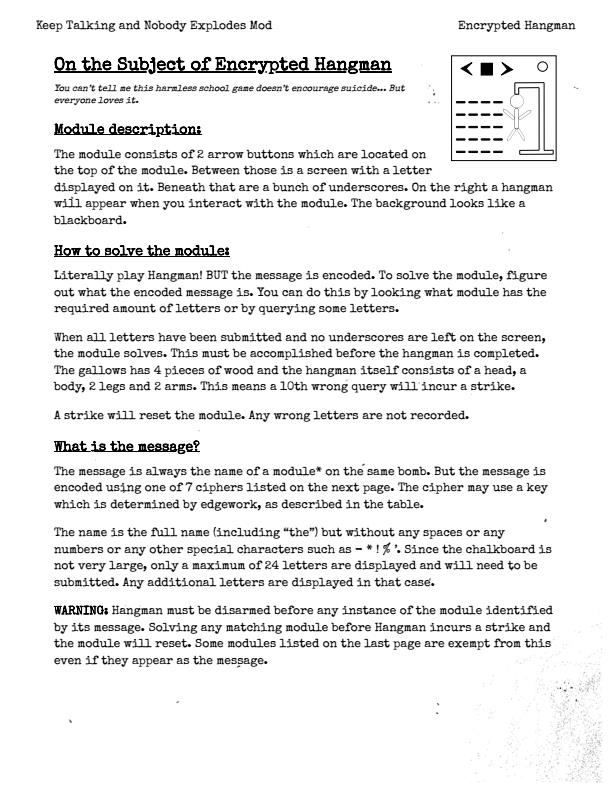 Keep Talking and Nobody Explodes Mod
Encrypted Hangman
On the Subject of Encrypted Hangman
You can't tell me this harmless school game doesn't encourage suicide... But
everyone loves it.
Module description:
The module consists of 2 arrow buttons which are located on
the top of the module. Between those is a screen with a letter
displayed on it. Beneath that are a bunch of underscores. On the right a hangman
will appear when you interact with the module. The background looks like a
blackboard.
How to solve the module:
Literally play Hangman! BUT the message is encoded. To solve the module, figure
out what the encoded message is. You can do this by looking what module has the
required amount of letters or by querying some letters.
When all letters have been submitted and no underscores are left on the screen,
the module solves. This must be accomplished before the hangman is completed.
The gallows has 4 pieces of wood and the hangman itself consists of a head, a
body, 2 legs and 2 arms. This means a 10th wrong query will incur a strike.
A strike will reset the module. Any wrong letters are not recorded.
What is the message?
The message is always the name of a module* on the same bomb. But the message is
encoded using one of 7 ciphers listed on the next page. The cipher may use a key
which is determined by edgework, as described in the table.
The name is the full name (including "the") but without any spaces or any
numbers or any other special characters such as - * ! % '. Since the chalkboard is
not very large, only a maximum of 24 letters are displayed and will need to be
submitted. Any additional letters are displayed in that case.
WARNING: Hangman must be disarmed before any instance of the module identified
by its message. Solving any matching module before Hangman incurs a strike and
the module will reset. Some modules listed on the last page are exempt from this
even if they appear as the message.